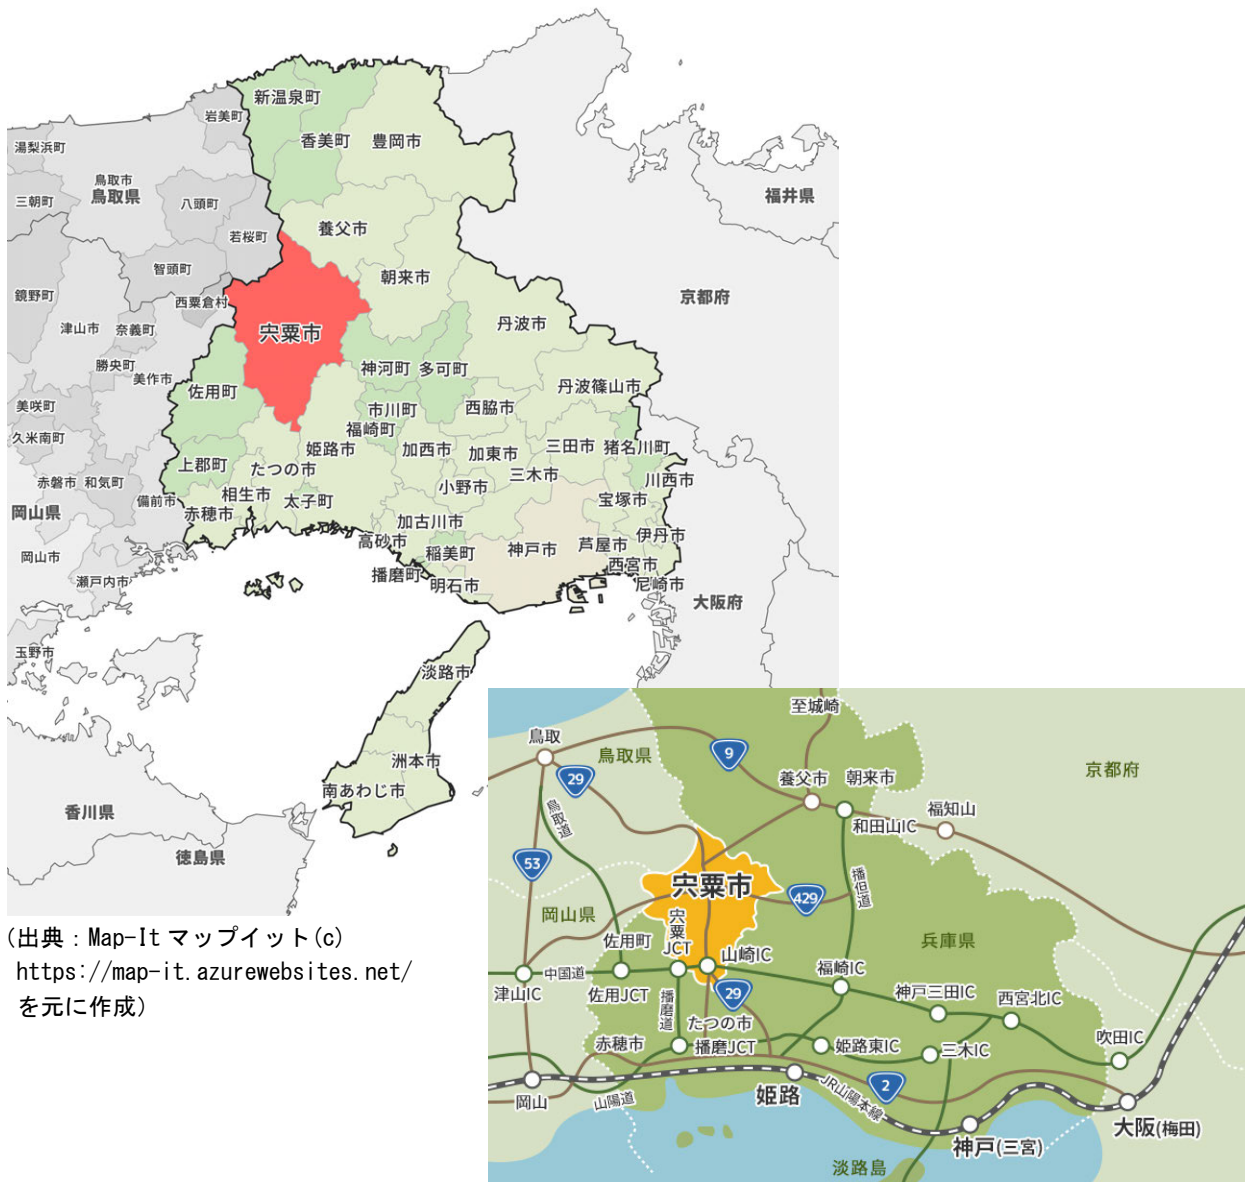 新温泉町
岩美町
香美町
豊岡市
湯梨浜町
鳥取市
鳥取県
三朝町
八頭町
福井県
若桜町
養父市
智頭町
朝来市
鏡野町
西粟倉村
京都府
津山市
奈義町
宍粟市
丹波市
勝央町
美作市
神河町
多可町
佐用町
丹波篠山市
美咲町
市川町
西脇市
久米南町
福崎町
姫路市
加西市
加東市
三田市
猪名川町
上郡町
たつの市
三木市
赤磐市
和気町
小野市
川西市
備前市
相生市
太子町
宝塚市
岡山県
赤穂市
加古川市
高砂市
伊丹市
岡山市
稲美町
神戸市
芦屋市
西宮市
瀬戸内市
播磨町
明石市
尼崎市
大阪府
玉野市
淡路市
洲本市
南あわじ市
香川県
徳島県
(出典：Map-It マップイット(c)
https://map-it.azurewebsites.net/
を元に作成)
至城崎
鳥取
鳥取県
9
29
養父市
朝来市
京都府
鳥取道
福知山
和田山IC
53
宍粟市
429
播但道
岡山県
宍粟JCT
佐用町
兵庫県
山崎IC
中国道
福崎IC
津山IC
佐用JCT
播磨道
29
神戸三田IC
西宮北IC
たつの市
赤穂市
播磨JCT
姫路東IC
三木IC
吹田IC
岡山
山陽道
姫路
JR山陽本線
2
大阪(梅田)
神戸(三宮)
淡路島